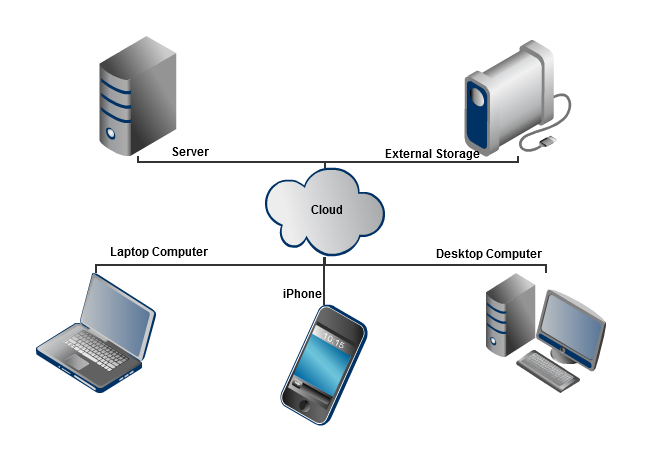 Server
External Storage
Cloud
Laptop Computer
Desktop Computer
iPhone
10:15